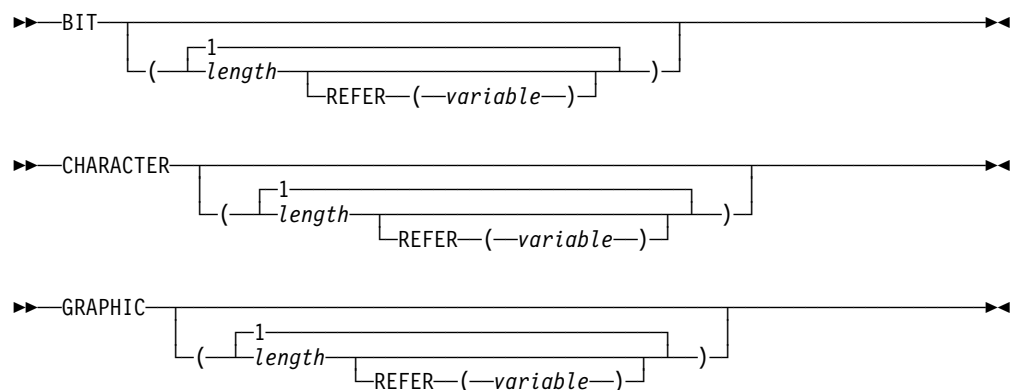 ▶▶──BIT──▶◀
1
( length )
REFER──(──variable──)
▶▶──CHARACTER──▶◀
1
( length )
REFER──(──variable──)
▶▶──GRAPHIC──▶◀
1
( length )
REFER──(──variable──)